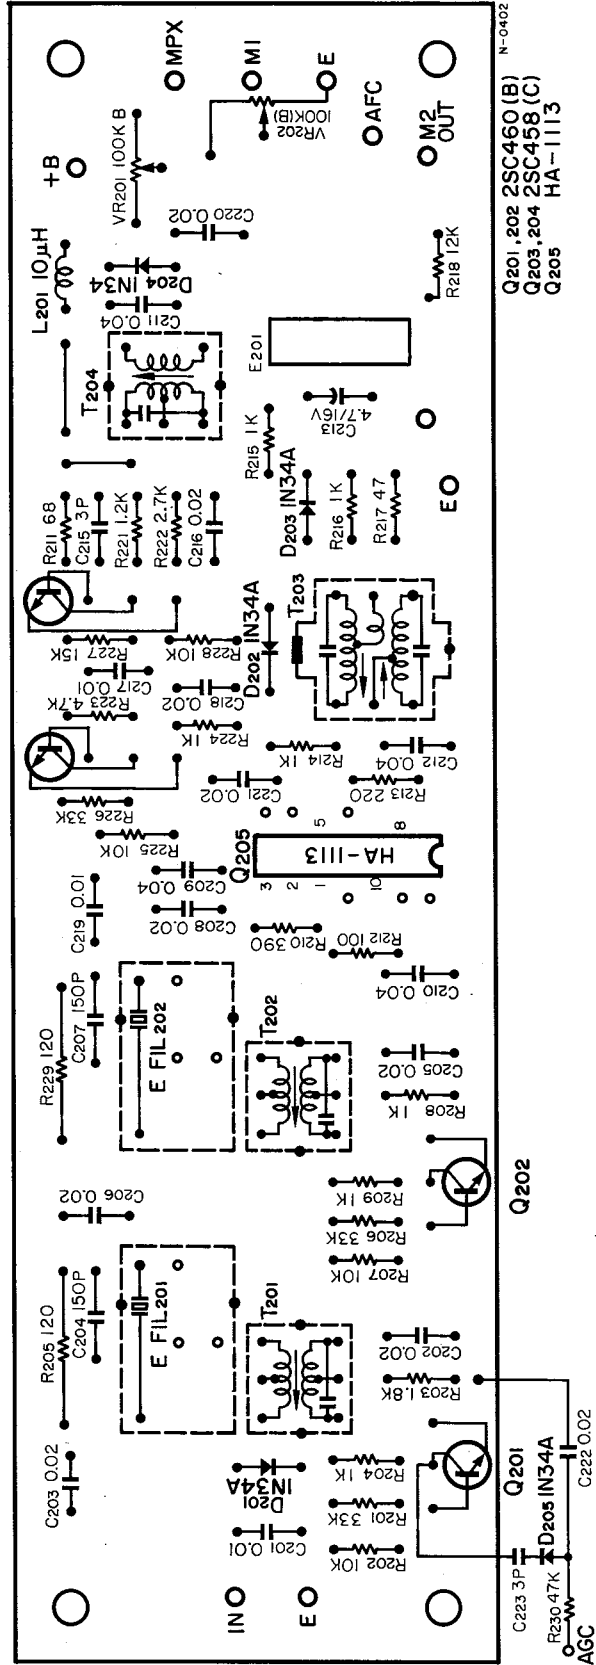 N-0402
Q201, 202 2SC460 (B)
Q203, 204 2SC458 (C)
Q205 HA-1113
MPX
M1
E
VR202
100K(B)
AFC
M2
OUT
+B
VR201 100K B
C220 0.02
R218 12K
L201 10μH
D204 1N34
C211 0.04
E201
T204
C213
4.7/16V
R215 1K
E
R211 68
C215 3P
R221 1.2K
R222 2.7K
C216 0.02
D203 1N34A
R216 1K
R217 47
R227 15K
R228 10K
D202 1N34A
T203
C217 0.01
R223 4.7K
C218 0.02
R224 1K
R214 1K
C212 0.04
C221 0.02
R213 220
R226 33K
R225 10K
5
8
Q205
HA-1113
3
2
1
10
C219 0.01
C209 0.04
C208 0.02
R210 390
R212 100
C210 0.04
R229 120
C207 150P
E FIL202
T202
C205 0.02
R208 1K
Q202
C206 0.02
R209 1K
R206 33K
R207 10K
R205 120
C204 150P
E FIL201
T201
C202 0.02
R203 1.8K
C203 0.02
D201 1N34A
R204 1K
Q201
C201 0.01
R201 33K
R202 10K
D205 1N34A
C222 0.02
C223 3P
R230 47K
IN
E
AGC